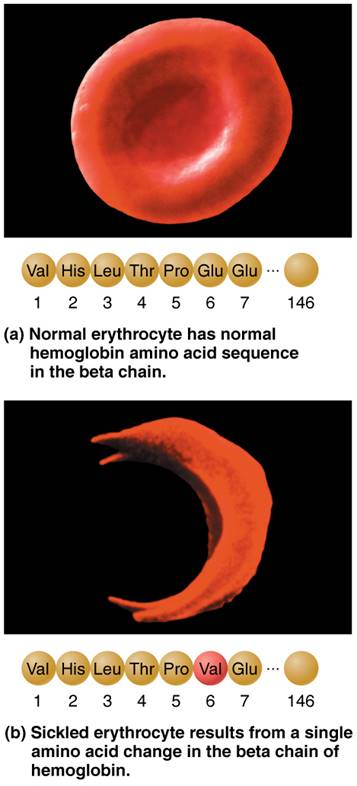 Val His Leu Thr Pro Glu Glu ... 
1 2 3 4 5 6 7 146
(a) Normal erythrocyte has normal
hemoglobin amino acid sequence
in the beta chain.
Val His Leu Thr Pro Val Glu ...
1 2 3 4 5 6 7 146
(b) Sickled erythrocyte results from a single
amino acid change in the beta chain of
hemoglobin.